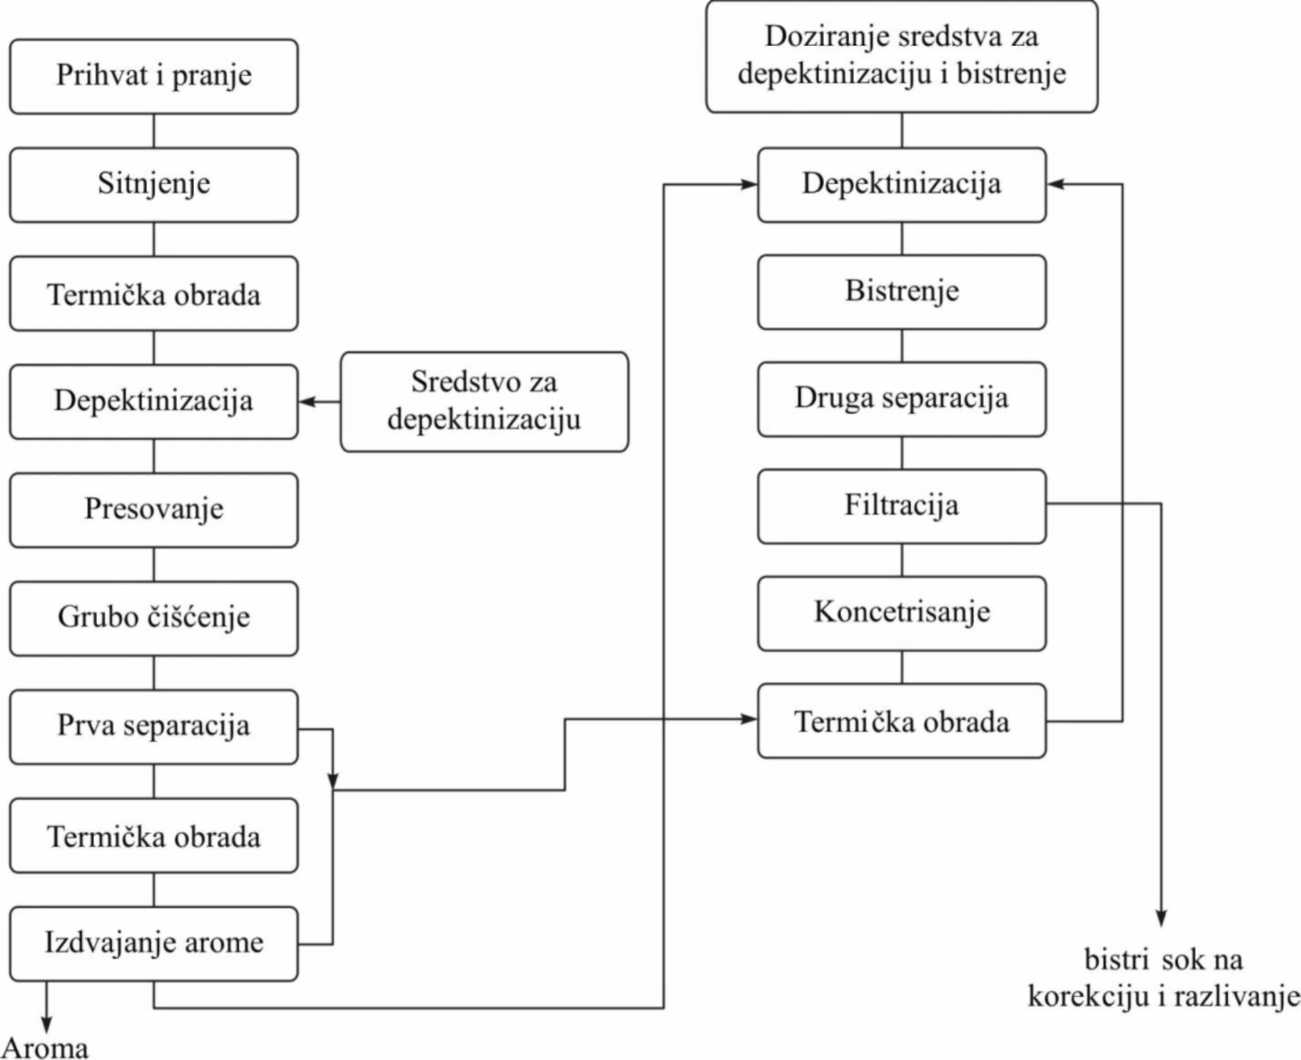 Prihvat i pranje
Sitnjenje
Termička obrada
Depektinizacija
Sredstvo za
depektinizaciju
Presovanje
Grubo čišćenje
Prva separacija
Termička obrada
Izdvajanje arome
Aroma
Doziranje sredstva za
depektinizaciju i bistrenje
Depektinizacija
Bistrenje
Druga separacija
Filtracija
Koncetrisanje
Termička obrada
bistri sok na
korekciju i razlivanje